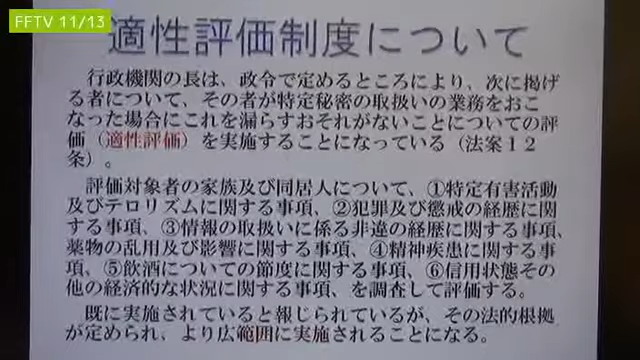 FFTV 11/13
適性評価制度について
行政機関の長は、政令で定めるところにより、次に掲げ
る者について、その者が特定秘密の取扱いの業務をおこ
なった場合にこれを漏らすおそれがないことについての評
価（適性評価）を実施することになっている（法案１２
条）。
評価対象者の家族及び同居人について、①特定有害活動
及びテロリズムに関する事項、②犯罪及び懲戒の経歴に関
する事項、③情報の取扱いに係る非違の経歴に関する事項、
薬物の乱用及び影響に関する事項、④精神疾患に関する事
項、⑤飲酒についての節度に関する事項、⑥信用状態その
他の経済的な状況に関する事項、を調査して評価する。
既に実施されていると報じられているが、その法的根拠
が定められ、より広範囲に実施されることになる。